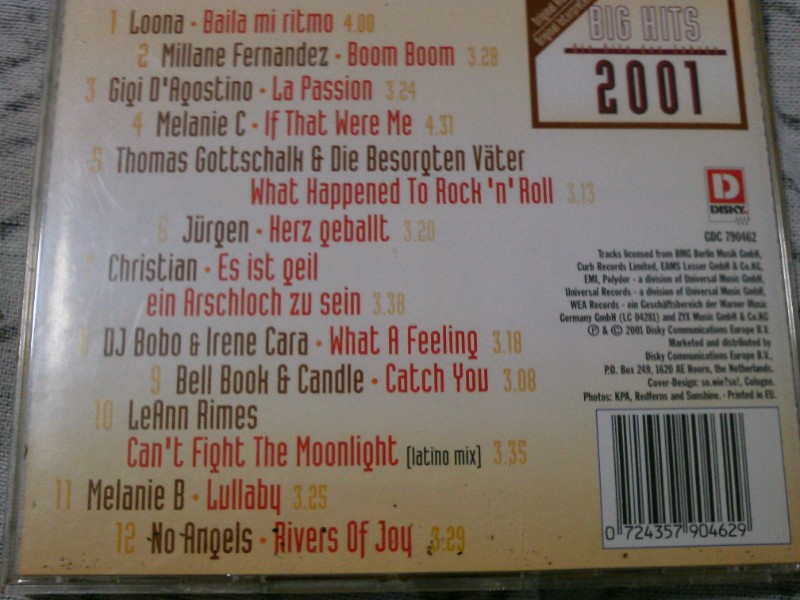 1 Loona • Baila mi ritmo 4.00
2 Millane Fernandez • Boom Boom 3.28
3 Gigi D'Agostino • La Passion 3.24
4 Melanie C • If That Were Me 4.31
5 Thomas Gottschalk & Die Besorgten Väter
What Happened To Rock 'n' Roll 3.13
6 Jürgen • Herz geballt 3.20
7 Christian • Es ist geil
ein Arschloch zu sein 3.38
8 DJ Bobo & Irene Cara • What A Feeling 3.18
9 Bell Book & Candle • Catch You 3.08
10 LeAnn Rimes
Can't Fight The Moonlight [latino mix] 3.35
11 Melanie B • Lullaby 3.25
12 No Angels • Rivers Of Joy 3.29
BIG HITS
2001
D
DISKY
GDC 790462
Tracks licensed from BMG Berlin Musik GmbH,
Curb Records Limited, EAMS Lesser GmbH & Co.KG,
EMI, Polydor - a division of Universal Music GmbH,
Universal Records - a division of Universal Music GmbH,
WEA Records - ein Geschäftsbereich der Warner Music
Germany GmbH (LC 04281) and ZYX Music GmbH & Co.KG
℗ & © 2001 Disky Communications Europe B.V.
Marketed and distributed by
Disky Communications Europe B.V.,
P.O. Box 249, 1620 AE Hoorn, the Netherlands.
Cover-Design: so.wie?so!, Cologne.
Photos: KPA, Redferns and Sunshine. - Printed in EU.
0 724357 904629